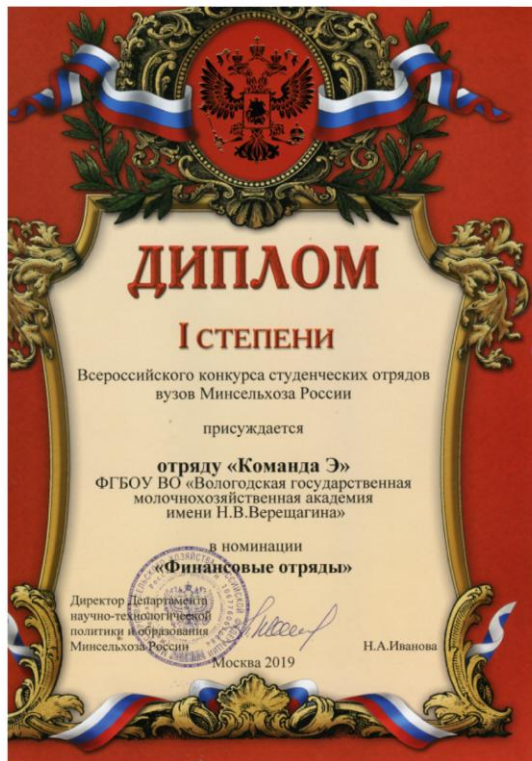 ДИПЛОМ
I СТЕПЕНИ
Всероссийского конкурса студенческих отрядов
вузов Минсельхоза России
присуждается
отряду «Команда Э»
ФГБОУ ВО «Вологодская государственная
молочнохозяйственная академия
имени Н.В.Верещагина»
в номинации
«Финансовые отряды»
Директор Департамента
научно-технологической
политики и образования
Минсельхоза России
Н.А.Иванова
Москва 2019